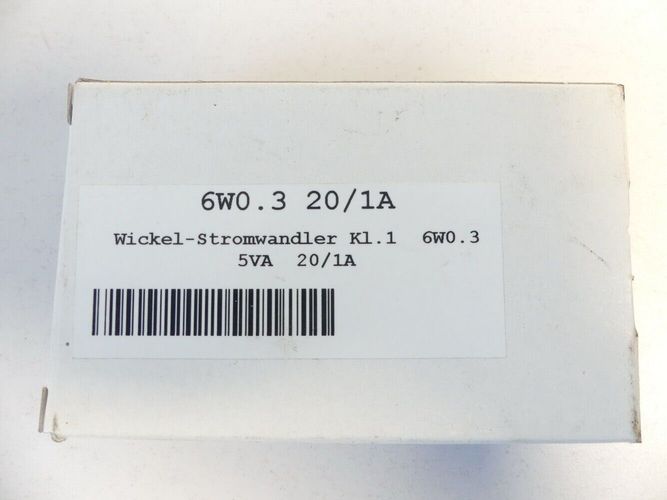 6W0.3 20/1A
Wickel-Stromwandler Kl.1 6W0.3
5VA 20/1A